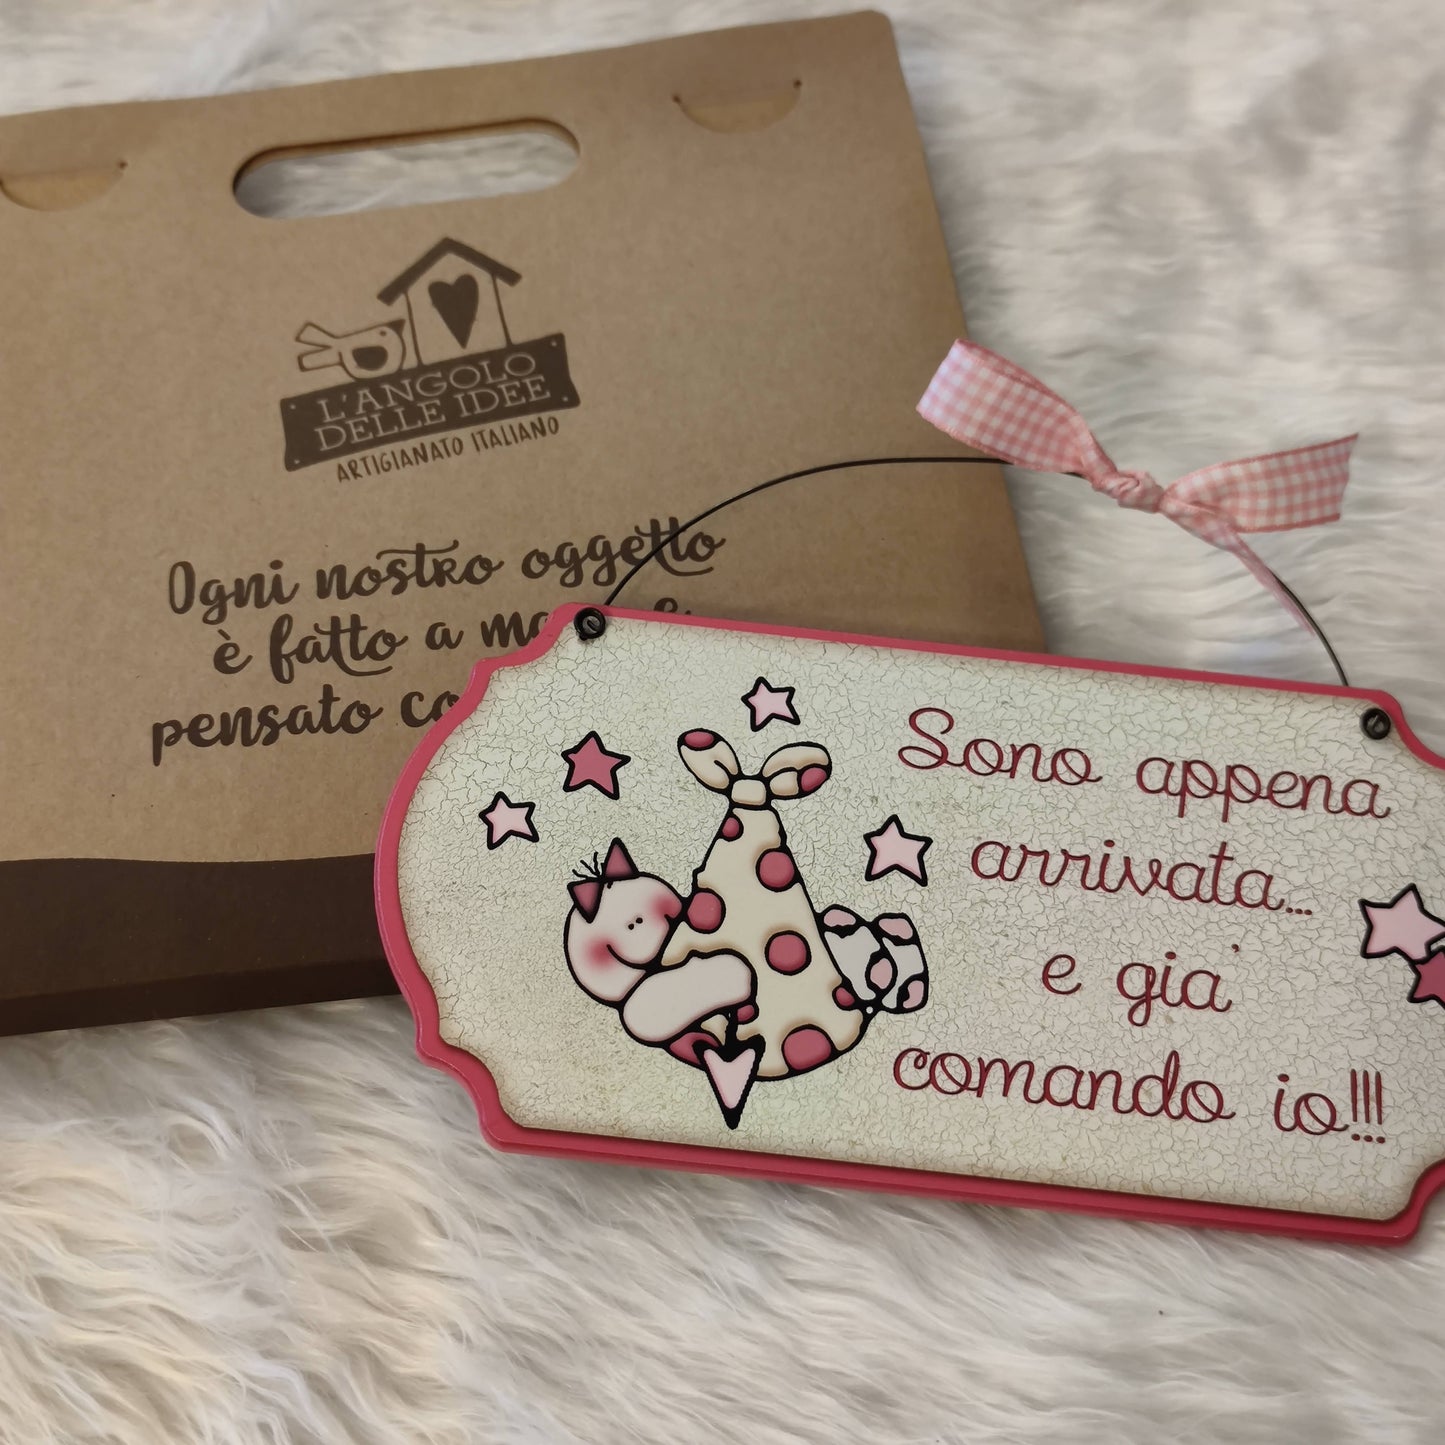 L'ANGOLO
DELLE IDEE
ARTIGIANATO ITALIANO
Ogni nostro oggetto
è fatto a
pensato
Sono appena
arrivata...
e gia'
comando io!!!